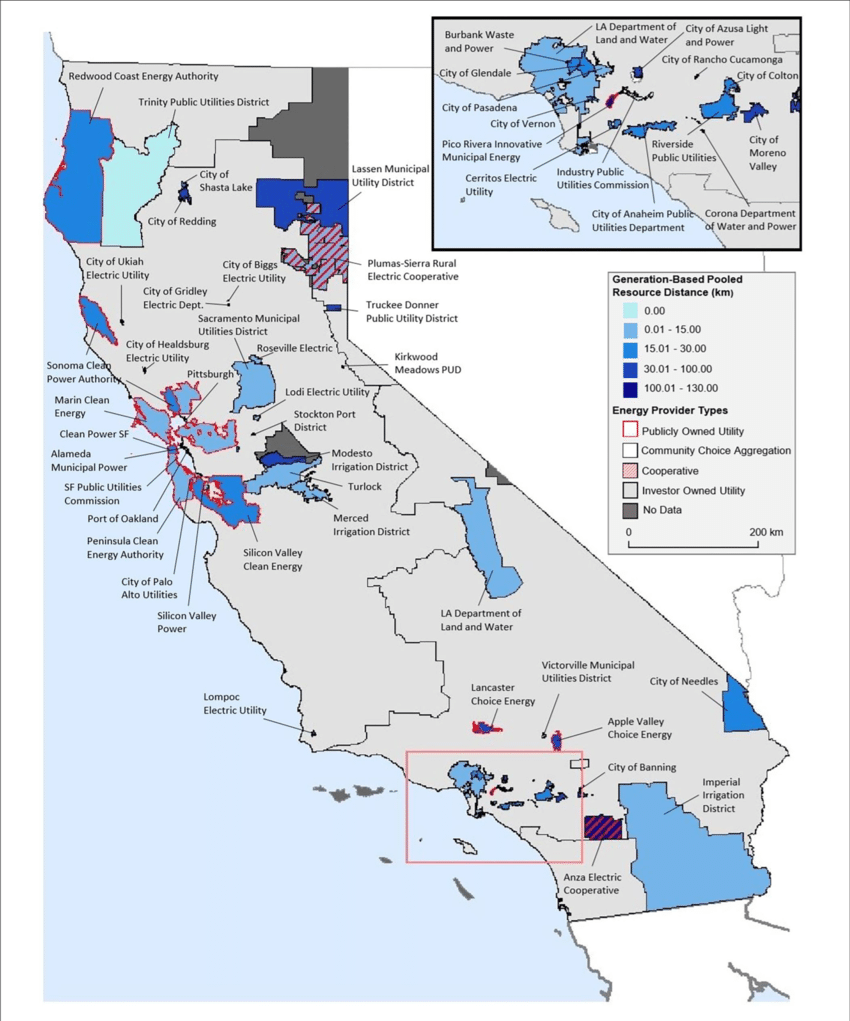 Redwood Coast Energy Authority
Trinity Public Utilities District
City of
Shasta Lake
City of Redding
Lassen Municipal
Utility District
City of Ukiah
Electric Utility
City of Biggs
Electric Utility
City of Gridley
Electric Dept.
Plumas-Sierra Rural
Electric Cooperative
Truckee Donner
Public Utility District
Sacramento Municipal
Utilities District
City of Healdsburg
Electric Utility
Roseville Electric
Kirkwood
Meadows PUD
Sonoma Clean
Power Authority
Pittsburgh
Lodi Electric Utility
Marin Clean
Energy
Stockton Port
District
Clean Power SF
Alameda
Municipal Power
Modesto
Irrigation District
SF Public Utilities
Commission
Turlock
Port of Oakland
Merced
Irrigation District
Peninsula Clean
Energy Authority
Silicon Valley
Clean Energy
City of Palo
Alto Utilities
Silicon Valley
Power
LA Department of
Land and Water
Lompoc
Electric Utility
Lancaster
Choice Energy
Victorville Municipal
Utilities District
City of Needles
Apple Valley
Choice Energy
City of Banning
Imperial
Irrigation
District
Anza Electric
Cooperative
Burbank Waste
and Power
LA Department of
Land and Water
City of Azusa Light
and Power
City of Glendale
City of Rancho Cucamonga
City of Colton
City of Pasadena
City of Vernon
Pico Rivera Innovative
Municipal Energy
Riverside
Public Utilities
City of
Moreno
Valley
Cerritos Electric
Utility
Industry Public
Utilities Commission
City of Anaheim Public
Utilities Department
Corona Department
of Water and Power
Generation-Based Pooled
Resource Distance (km)
0.00
0.01 - 15.00
15.01 - 30.00
30.01 - 100.00
100.01 - 130.00
Energy Provider Types
Publicly Owned Utility
Community Choice Aggregation
Cooperative
Investor Owned Utility
No Data
0 200 km